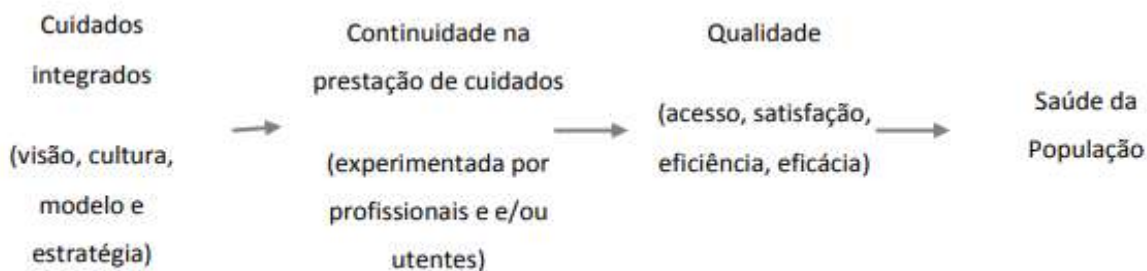 Cuidados
integrados
(visão, cultura,
modelo e
estratégia)
Continuidade na
prestação de cuidados
(experimentada por
profissionais e e/ou
utentes)
Qualidade
(acesso, satisfação,
eficiência, eficácia)
Saúde da
População